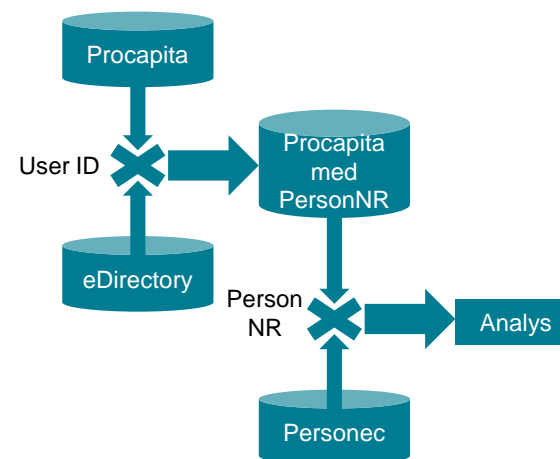 Procapita
User ID
Procapita
med
PersonNR
eDirectory
Person
NR
Analys
Personec